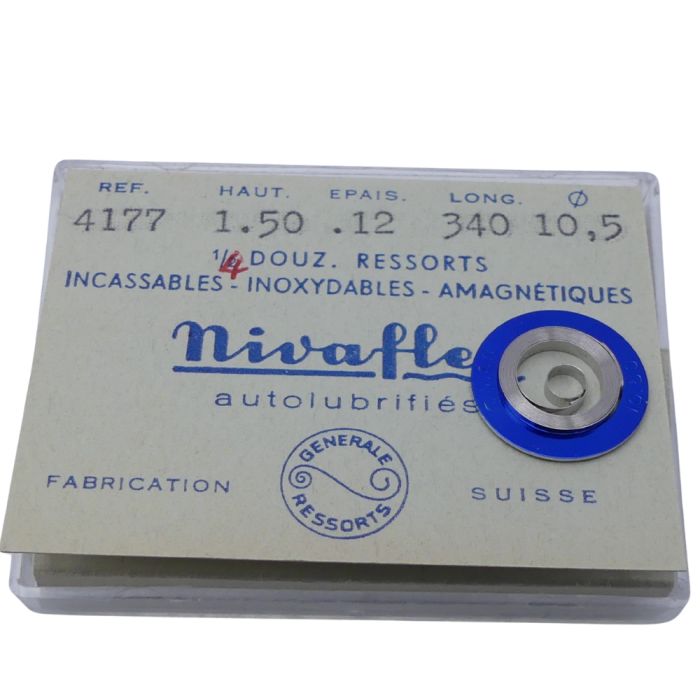 REF. HAUT. EPAIS. LONG. Ø
4177 1.50 .12 340 10,5
1/4 DOUZ. RESSORTS
INCASSABLES - INOXYDABLES - AMAGNÉTIQUES
Nivafle
autolubrifiés
GENERALE
RESSORTS
FABRICATION SUISSE